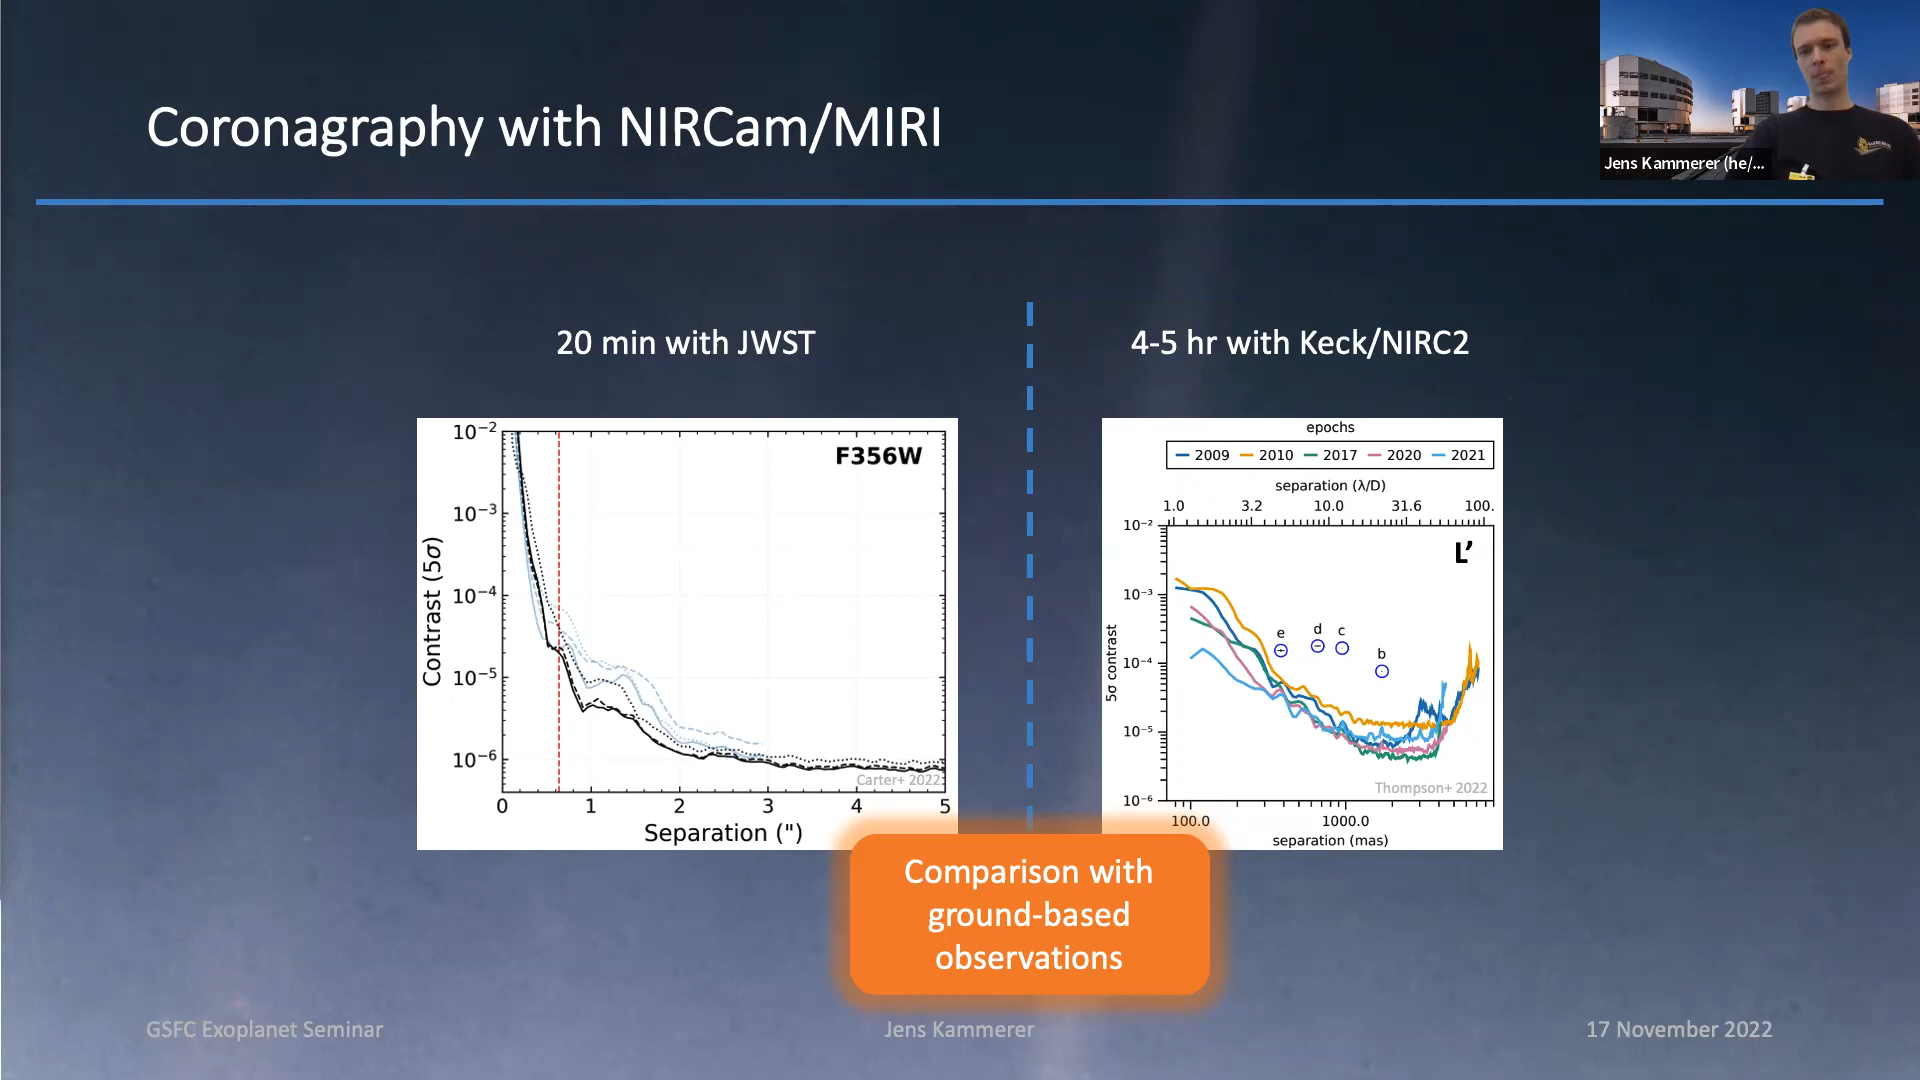 Coronagraphy with NIRCam/MIRI
Jens Kammerer (he/...
20 min with JWST
4-5 hr with Keck/NIRC2
F356W
10⁻²
10⁻³
10⁻⁴
10⁻⁵
10⁻⁶
Contrast (5σ)
Carter+ 2022
0 1 2 3 4 5
Separation (")
epochs
2009 2010 2017 2020 2021
separation (λ/D)
1.0 3.2 10.0 31.6 100.
10⁻²
10⁻³
10⁻⁴
10⁻⁵
10⁻⁶
5σ contrast
L’
e d c b
Thompson+ 2022
100.0 1000.0
separation (mas)
Comparison with
ground-based
observations
GSFC Exoplanet Seminar
Jens Kammerer
17 November 2022